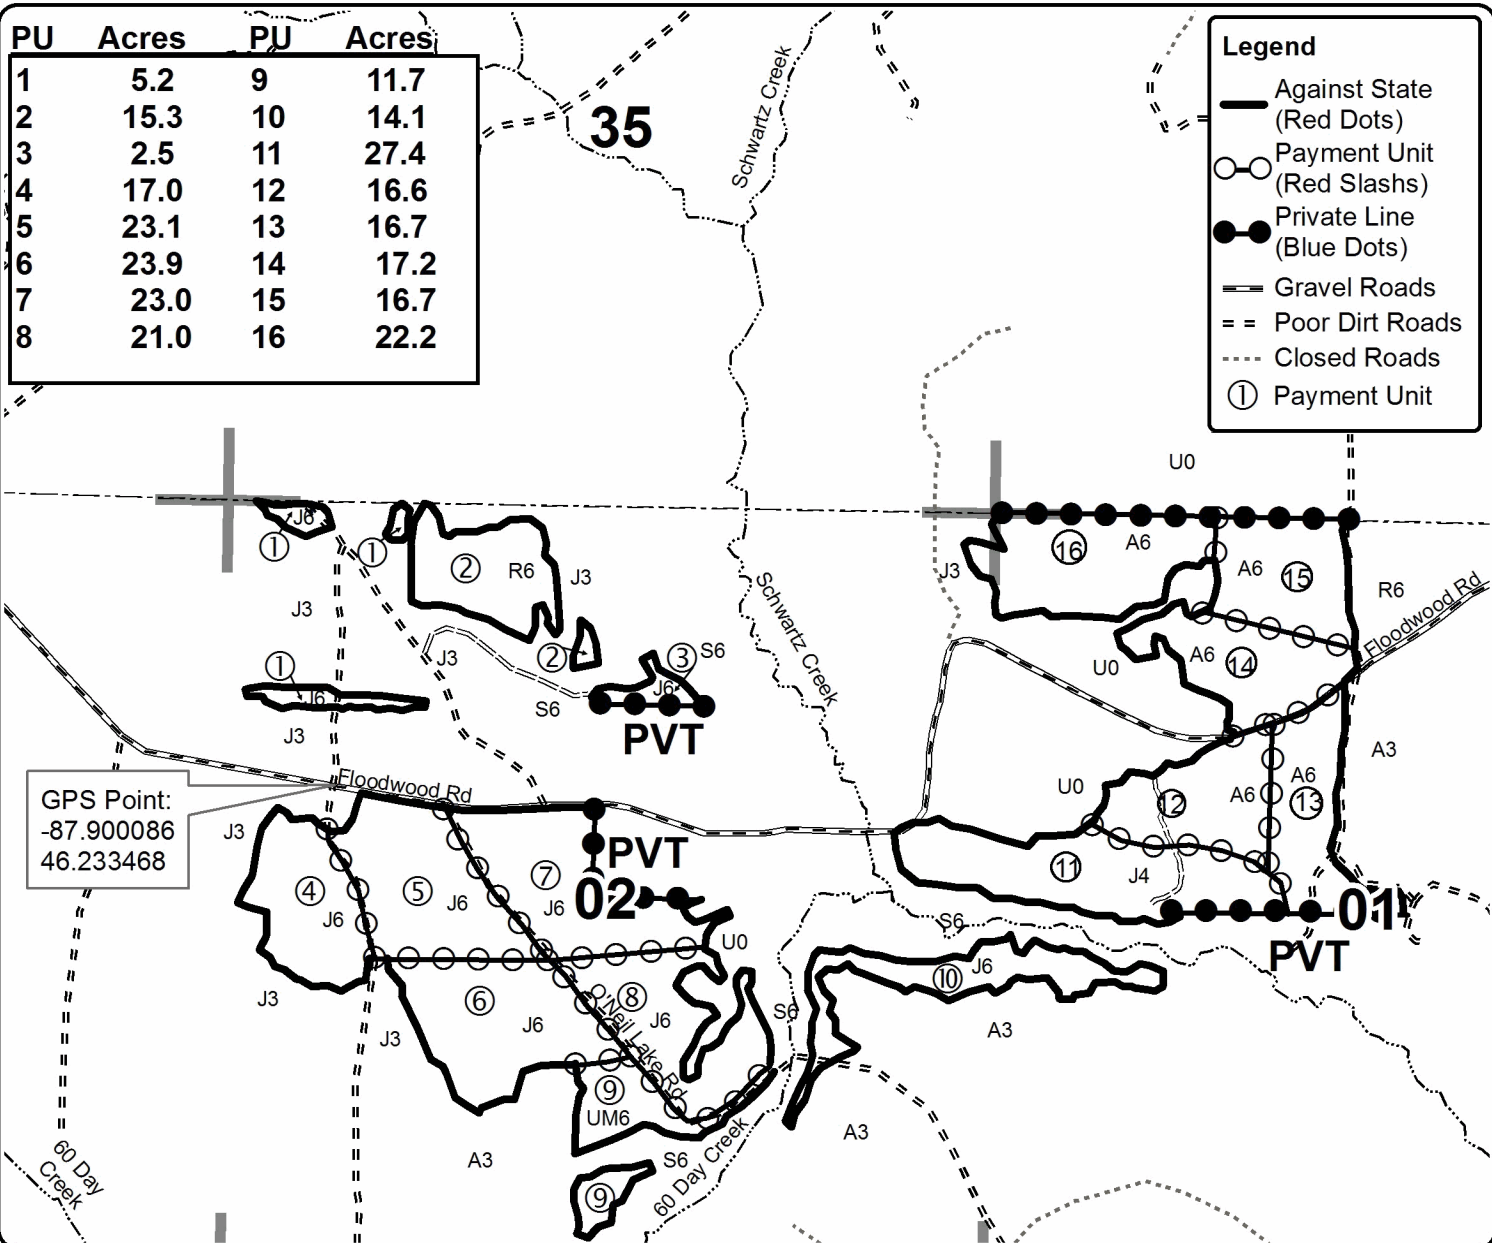 PU Acres PU Acres
1 5.2 9 11.7
2 15.3 10 14.1
3 2.5 11 27.4
4 17.0 12 16.6
5 23.1 13 16.7
6 23.9 14 17.2
7 23.0 15 16.7
8 21.0 16 22.2
Legend
Against State
(Red Dots)
Payment Unit
(Red Slashs)
Private Line
(Blue Dots)
Gravel Roads
Poor Dirt Roads
Closed Roads
① Payment Unit
35
Schwartz Creek
U0
J6
①
①
②
R6
J3
J3
J3
②
③
S6
J6
S6
PVT
①
J6
J3
Schwartz Creek
J3
⑯
A6
A6
⑮
R6
Floodwood Rd
U0
A6
⑭
A3
U0
⑫
A6
A6
⑬
⑪
J4
01
PVT
S6
Floodwood Rd
GPS Point:
-87.900086
46.233468
J3
④
J6
⑤
J6
⑦
J6
PVT
02
U0
J3
J3
⑥
J6
⑧
J6
O'Neil Lake Rd
S6
⑩
J6
A3
⑨
UM6
A3
S6
⑨
60 Day Creek
A3
60 Day
Creek